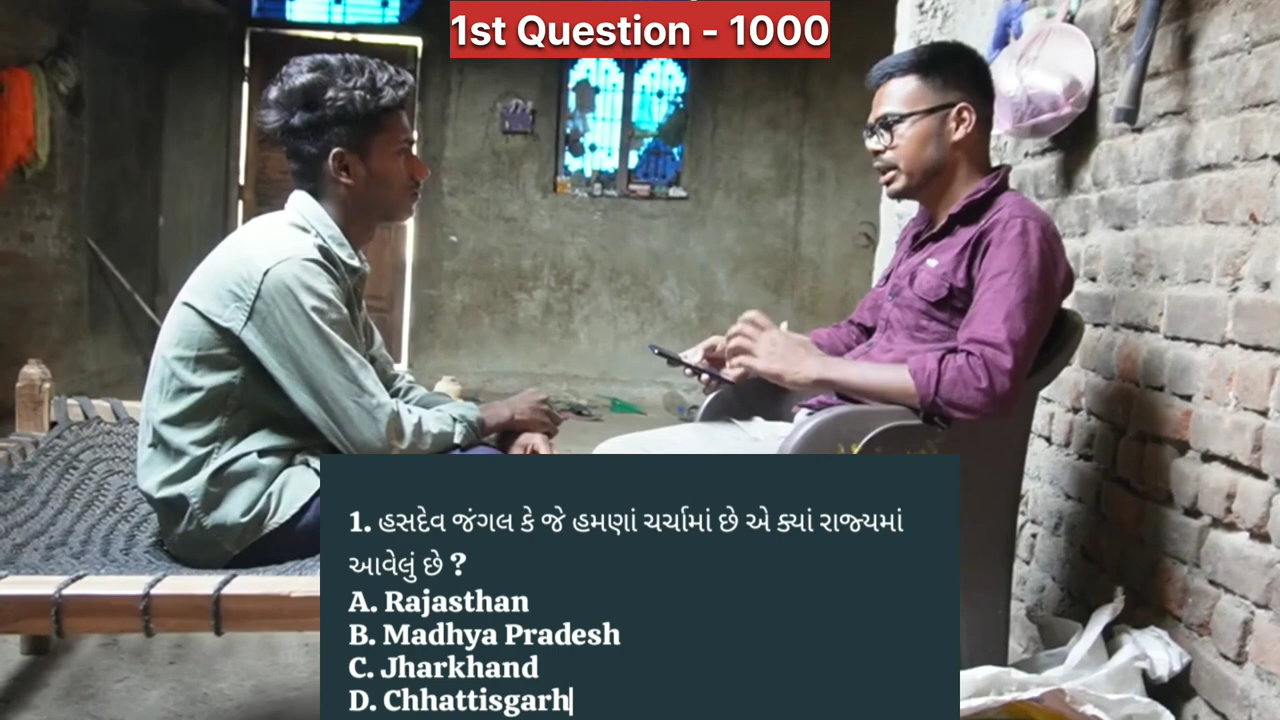 1st Question - 1000
1. હસદેવ જંગલ કે જે હમણાં ચર્ચામાં છે એ ક્યાં રાજ્યમાં
આવેલું છે ?
A. Rajasthan
B. Madhya Pradesh
C. Jharkhand
D. Chhattisgarh